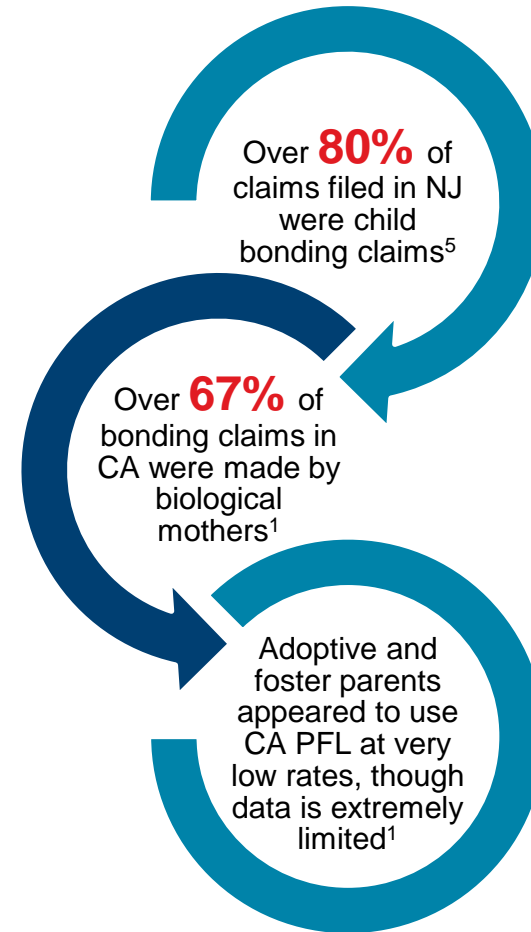 Over 80% of
claims filed in NJ
were child
bonding claims⁵
Over 67% of
bonding claims in
CA were made by
biological
mothers¹
Adoptive and
foster parents
appeared to use
CA PFL at very
low rates, though
data is extremely
limited¹